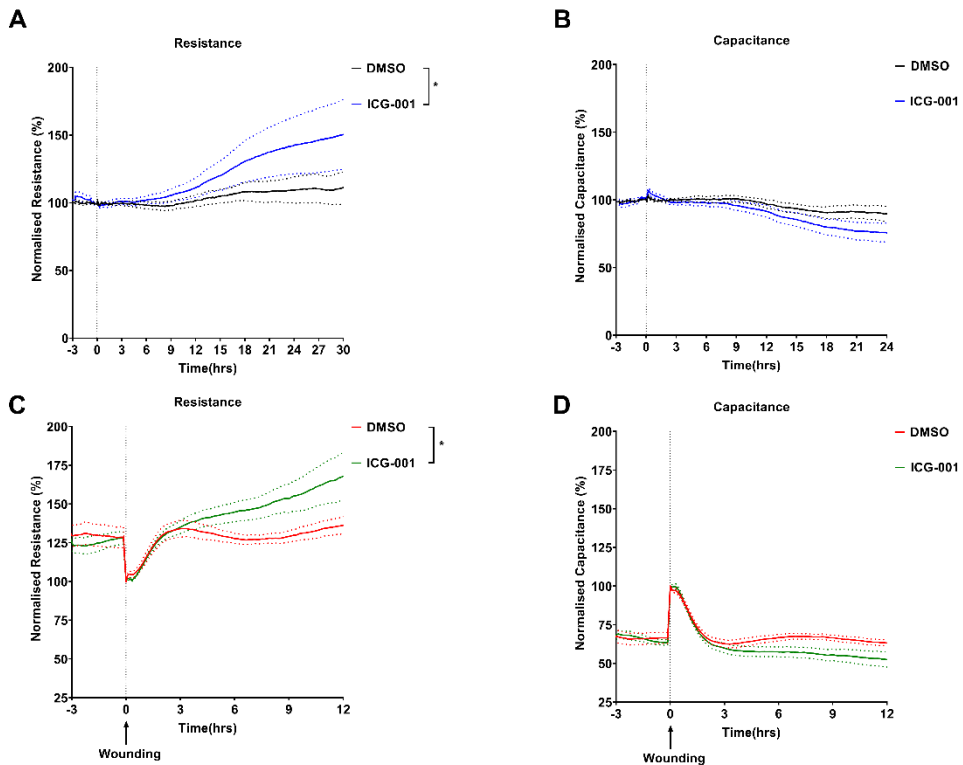 A
Resistance
Normalised Resistance (%)
200
150
100
50
0
-3 0 3 6 9 12 15 18 21 24 27 30
Time(hrs)
DMSO
*
ICG-001
B
Capacitance
Normalised Capacitance (%)
200
150
100
50
0
-3 0 3 6 9 12 15 18 21 24
Time(hrs)
DMSO
ICG-001
C
Resistance
Normalised Resistance (%)
200
175
150
125
100
75
50
25
-3 0 3 6 9 12
Time(hrs)
Wounding
DMSO
*
ICG-001
D
Capacitance
Normalised Capacitance (%)
200
175
150
125
100
75
50
25
-3 0 3 6 9 12
Time(hrs)
Wounding
DMSO
ICG-001